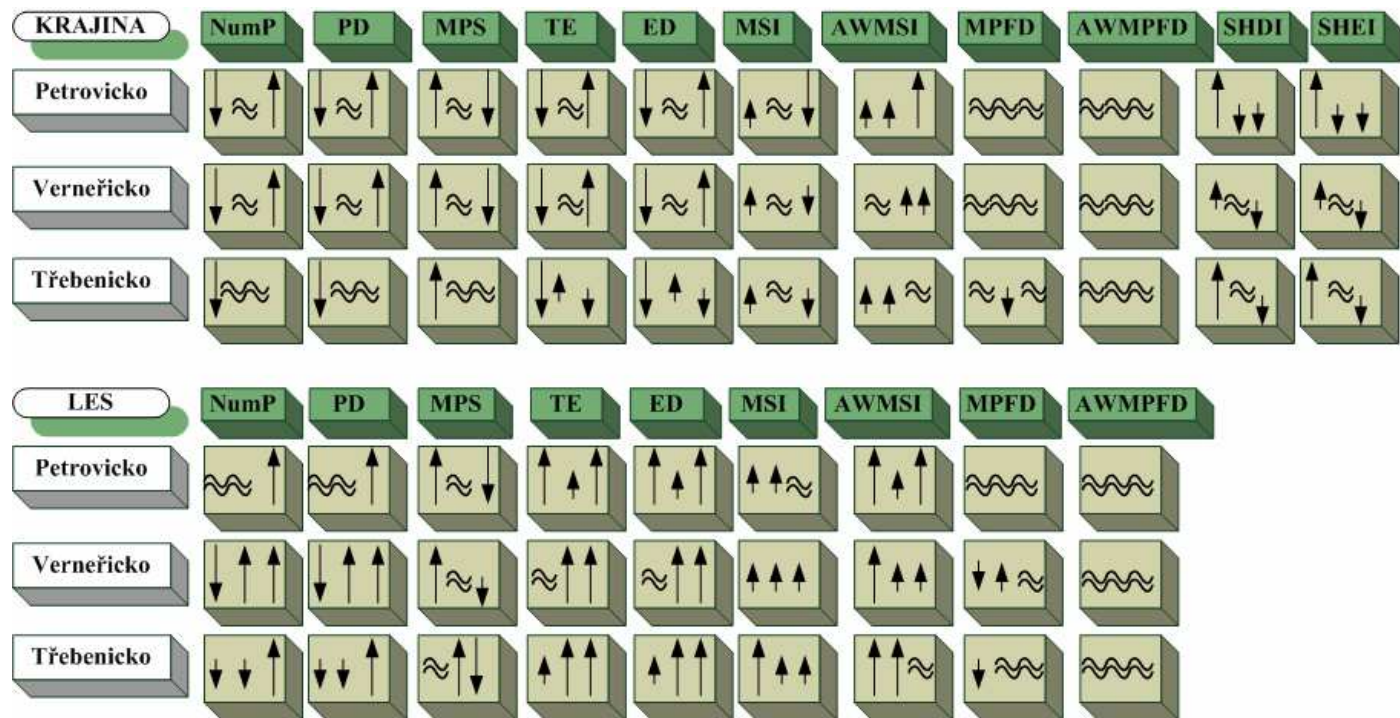 KRAJINA NumP PD MPS TE ED MSI AWMSI MPFD AWMPFD SHDI SHEI
Petrovicko
Verneřicko
Třebenicko
LES NumP PD MPS TE ED MSI AWMSI MPFD AWMPFD
Petrovicko
Verneřicko
Třebenicko